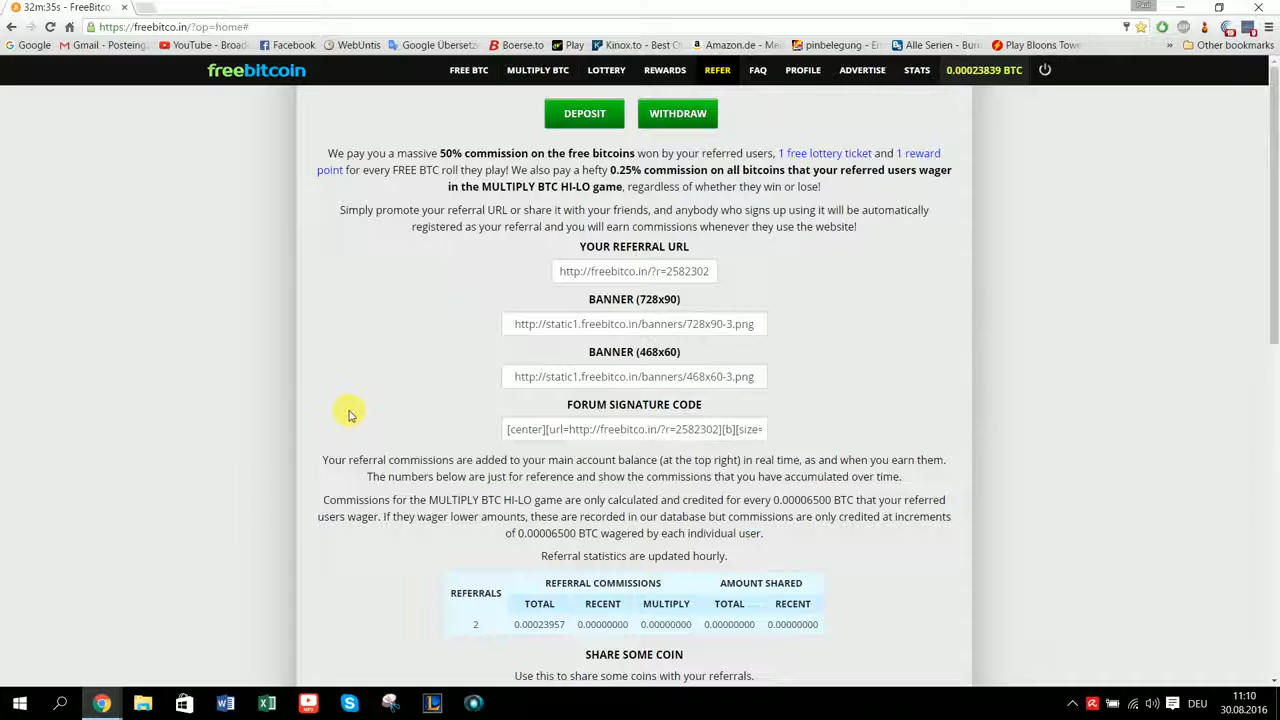 32m:35s - FreeBitco.
Paul
https://freebitco.in/?op=home#
Google
Gmail - Posteing
YouTube - Broad
Facebook
WebUntis
Google Übersetz
Boerse.to
Play
Kinox.to - Best O
Amazon.de - Mei
pinbelegung - E
Alle Serien - Bur
Play Bloons Towe
»
Other bookmarks
freebitcoin
FREE BTC
MULTIPLY BTC
LOTTERY
REWARDS
REFER
FAQ
PROFILE
ADVERTISE
STATS
0.00023839 BTC
DEPOSIT
WITHDRAW
We pay you a massive 50% commission on the free bitcoins won by your referred users, 1 free lottery ticket and 1 reward
point for every FREE BTC roll they play! We also pay a hefty 0.25% commission on all bitcoins that your referred users wager
in the MULTIPLY BTC HI-LO game, regardless of whether they win or lose!
Simply promote your referral URL or share it with your friends, and anybody who signs up using it will be automatically
registered as your referral and you will earn commissions whenever they use the website!
YOUR REFERRAL URL
http://freebitco.in/?r=2582302
BANNER (728x90)
http://static1.freebitco.in/banners/728x90-3.png
BANNER (468x60)
http://static1.freebitco.in/banners/468x60-3.png
FORUM SIGNATURE CODE
[center][url=http://freebitco.in/?r=2582302][b][size=
Your referral commissions are added to your main account balance (at the top right) in real time, as and when you earn them.
The numbers below are just for reference and show the commissions that you have accumulated over time.
Commissions for the MULTIPLY BTC HI-LO game are only calculated and credited for every 0.00006500 BTC that your referred
users wager. If they wager lower amounts, these are recorded in our database but commissions are only credited at increments
of 0.00006500 BTC wagered by each individual user.
Referral statistics are updated hourly.
REFERRALS
REFERRAL COMMISSIONS
AMOUNT SHARED
TOTAL
RECENT
MULTIPLY
TOTAL
RECENT
2
0.00023957
0.00000000
0.00000000
0.00000000
0.00000000
SHARE SOME COIN
Use this to share some coins with your referrals.
DEU
11:10
30.08.2016